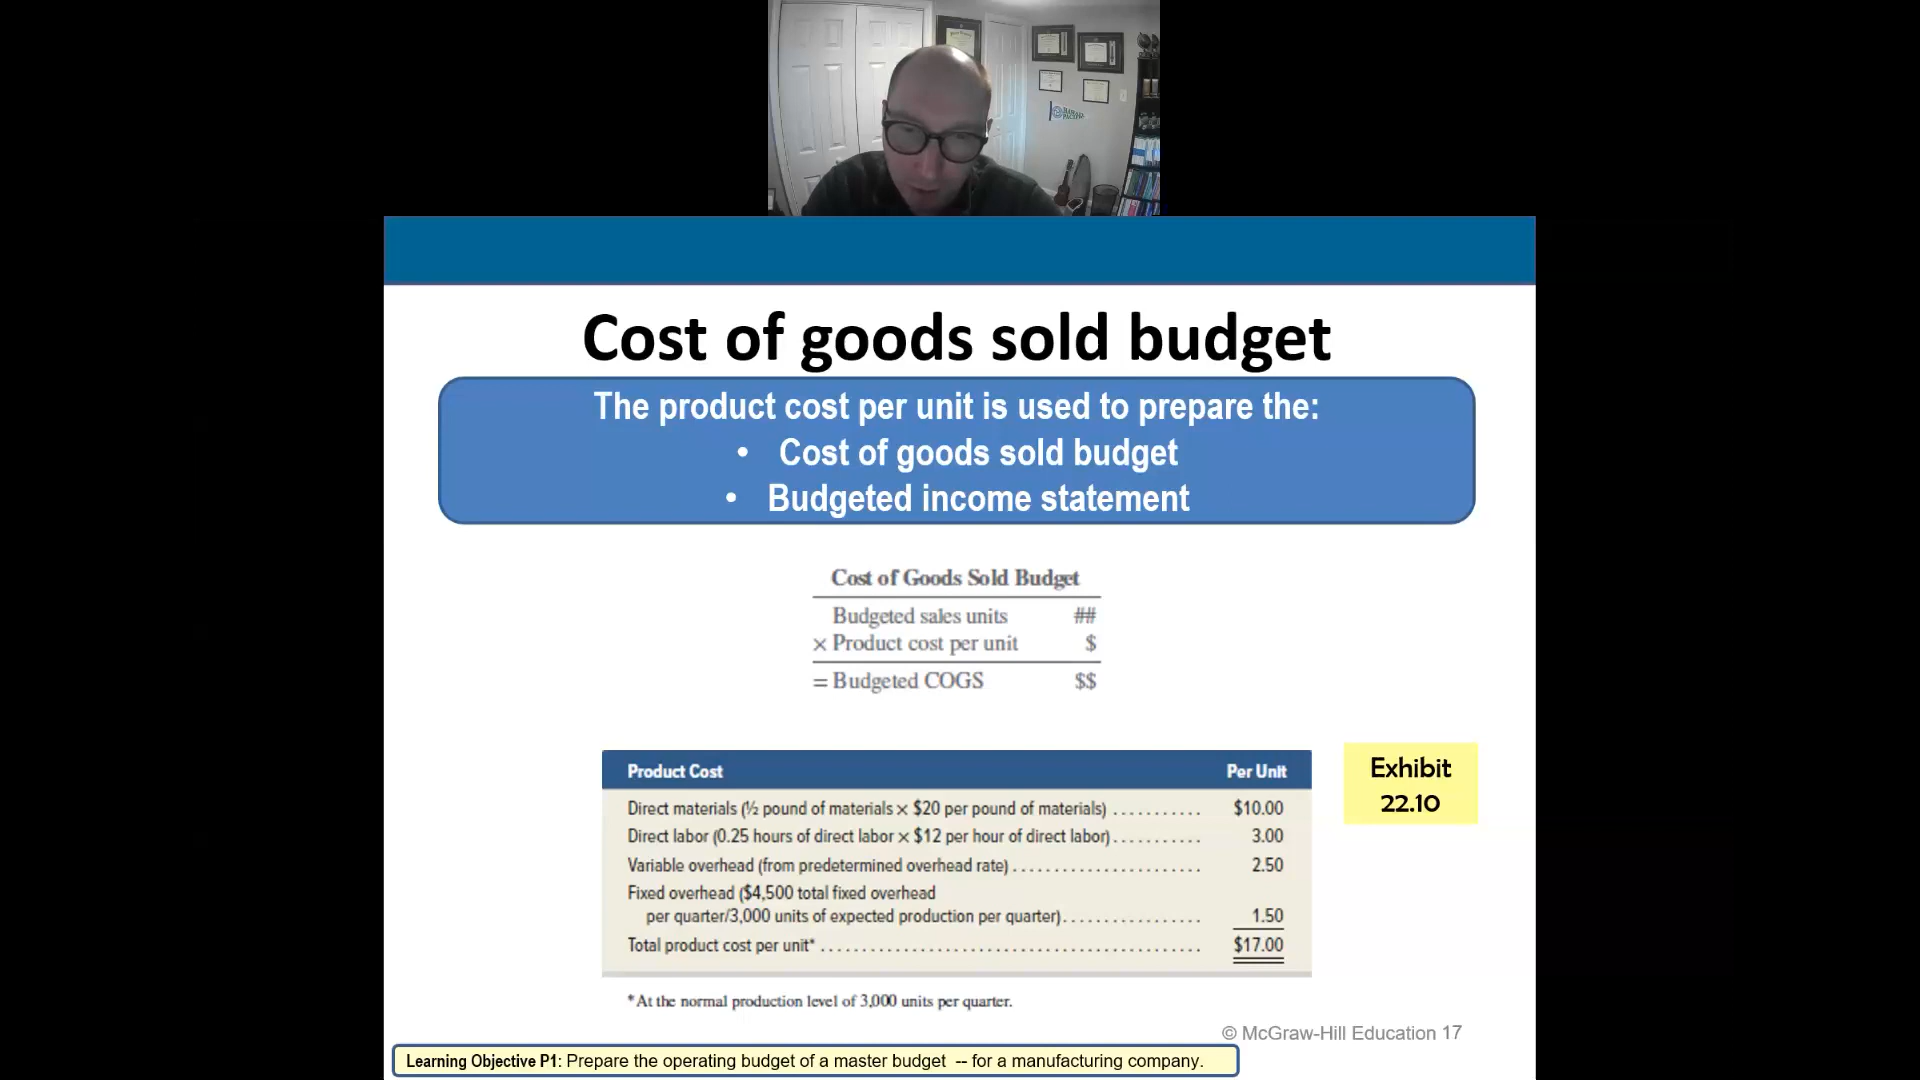 Cost of goods sold budget
The product cost per unit is used to prepare the:
• Cost of goods sold budget
• Budgeted income statement
Cost of Goods Sold Budget
Budgeted sales units ##
× Product cost per unit $
= Budgeted COGS $$
Product Cost Per Unit
Direct materials (½ pound of materials × $20 per pound of materials) ........... $10.00
Direct labor (0.25 hours of direct labor × $12 per hour of direct labor)........... 3.00
Variable overhead (from predetermined overhead rate)........................ 2.50
Fixed overhead ($4,500 total fixed overhead
per quarter/3,000 units of expected production per quarter)................. 1.50
Total product cost per unit* ................................................ $17.00
*At the normal production level of 3,000 units per quarter.
Exhibit
22.10
© McGraw-Hill Education 17
Learning Objective P1: Prepare the operating budget of a master budget -- for a manufacturing company.